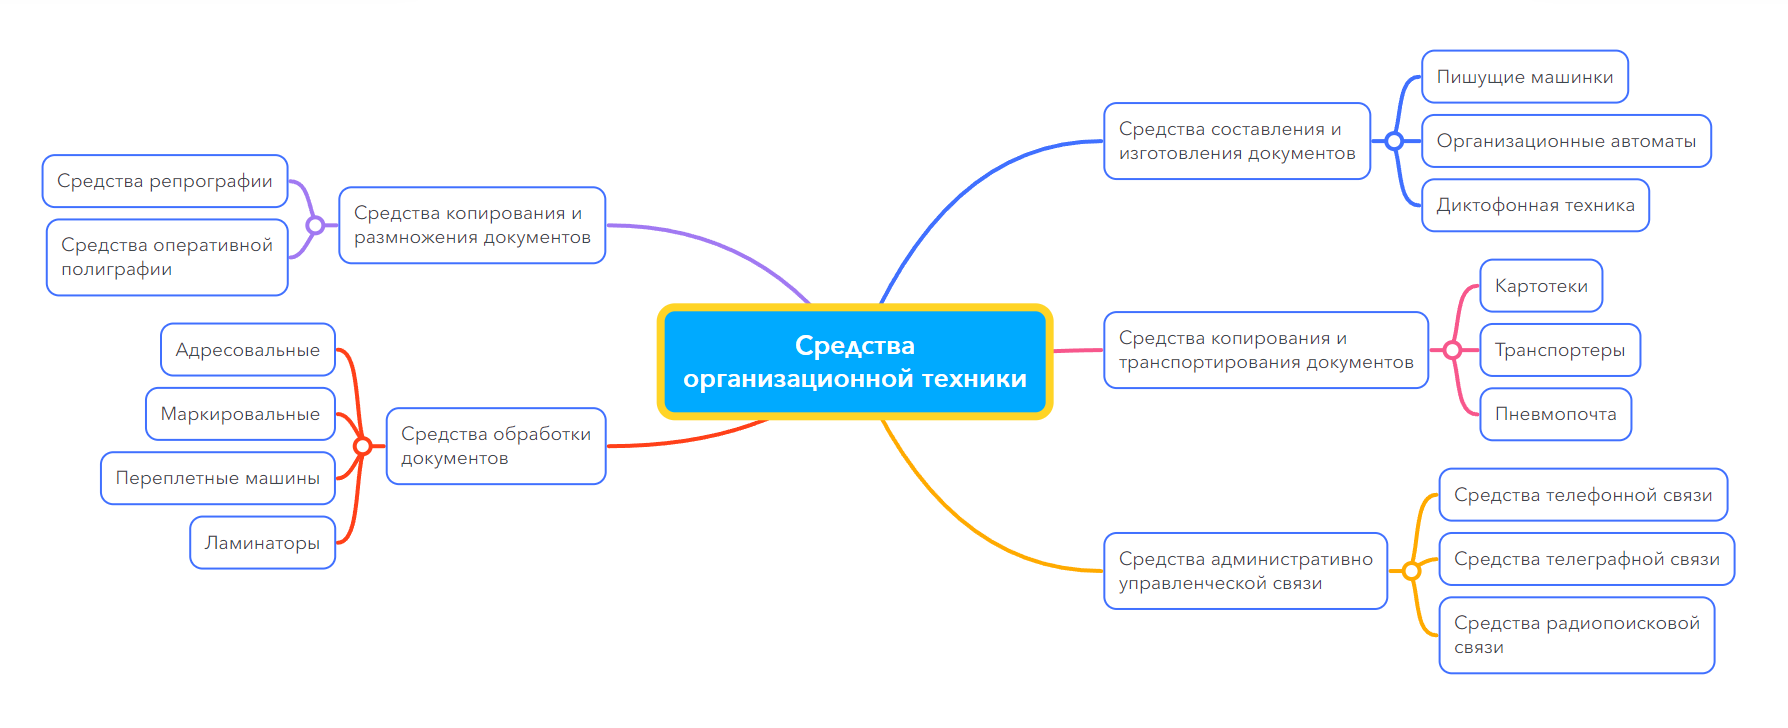 Средства
организационной техники
Средства составления и
изготовления документов
Пишущие машинки
Организационные автоматы
Диктофонная техника
Средства копирования и
транспортирования документов
Картотеки
Транспортеры
Пневмопочта
Средства административно
управленческой связи
Средства телефонной связи
Средства телеграфной связи
Средства радиопоисковой
связи
Средства копирования и
размножения документов
Средства репрографии
Средства оперативной
полиграфии
Средства обработки
документов
Адресовальные
Маркировальные
Переплетные машины
Ламинаторы